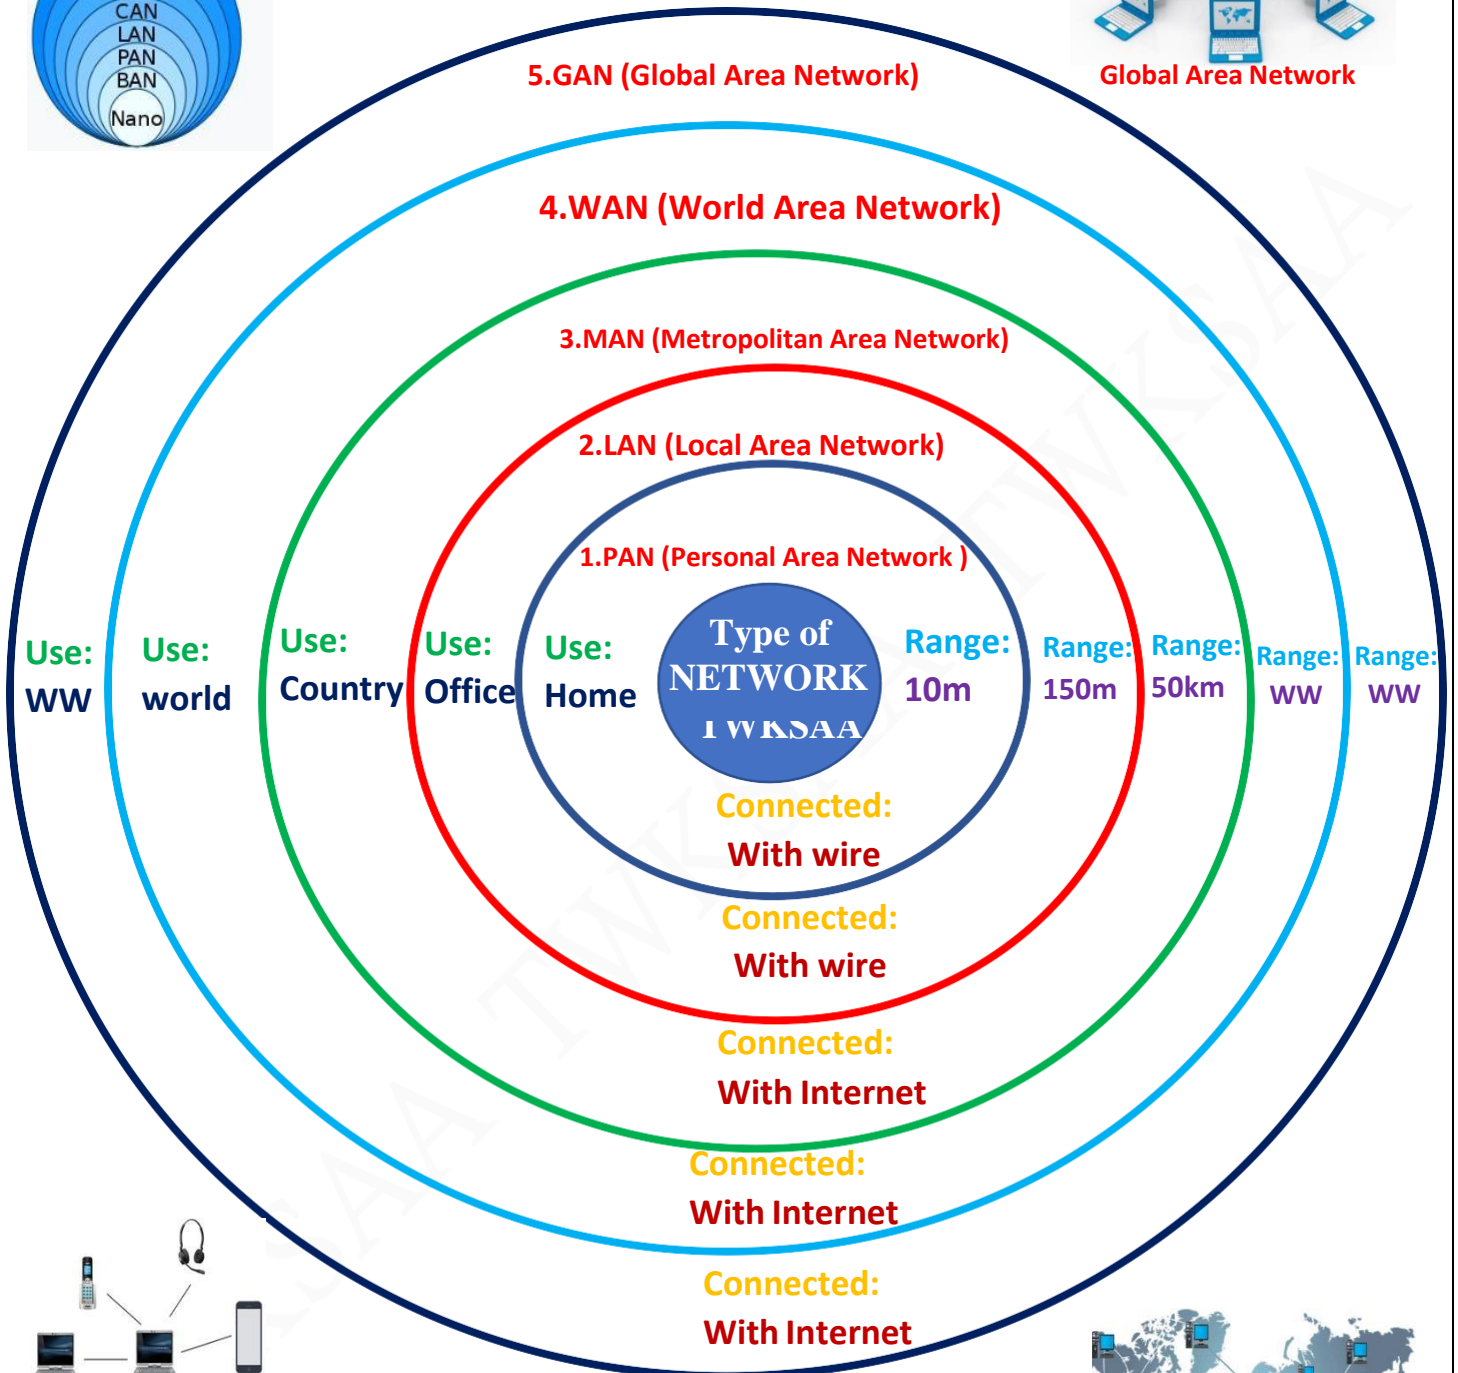 CAN
LAN
PAN
BAN
Nano
Global Area Network
5.GAN (Global Area Network)
4.WAN (World Area Network)
3.MAN (Metropolitan Area Network)
2.LAN (Local Area Network)
1.PAN (Personal Area Network )
Type of
NETWORK
TWKSAA
Use:
WW
Use:
world
Use:
Country
Use:
Office
Use:
Home
Range:
10m
Range:
150m
Range:
50km
Range:
WW
Range:
WW
Connected:
With wire
Connected:
With wire
Connected:
With Internet
Connected:
With Internet
Connected:
With Internet
TWKSAA TWKSAA TWKSAA